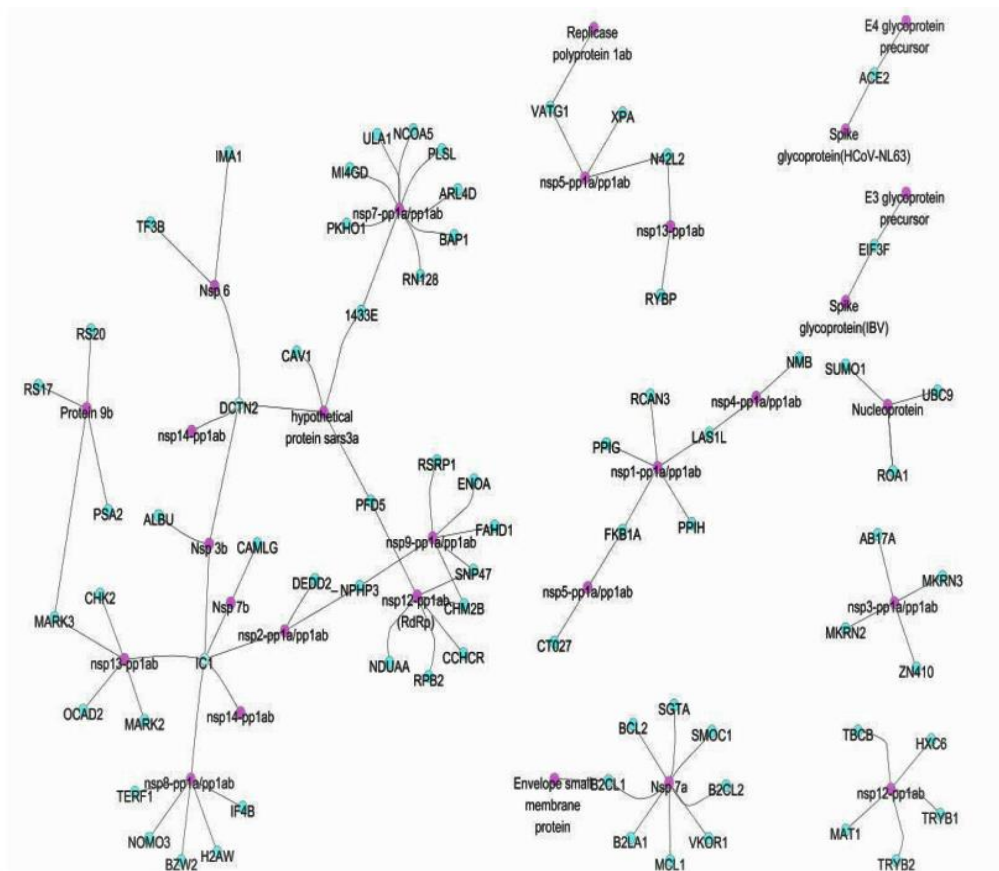 Replicase
polyprotein 1ab
E4 glycoprotein
precursor
ACE2
VATG1
XPA
Spike
glycoprotein(HCoV-NL63)
ULA1
NCOA5
PLSL
IMA1
MI4GD
ARL4D
nsp7-pp1a/pp1ab
PKHO1
BAP1
RN128
N42L2
nsp5-pp1a/pp1ab
nsp13-pp1ab
RYBP
E3 glycoprotein
precursor
EIF3F
Spike
glycoprotein(IBV)
TF3B
Nsp 6
1433E
RS20
CAV1
RS17
Protein 9b
DCTN2
nsp14-pp1ab
hypothetical
protein sars3a
NMB
SUMO1
RCAN3
nsp4-pp1a/pp1ab
UBC9
Nucleoprotein
LAS1L
PPIG
nsp1-pp1a/pp1ab
ROA1
RSRP1
ENOA
PSA2
ALBU
PFD5
FAHD1
nsp9-pp1a/pp1ab
FKB1A
PPIH
Nsp 3b
CAMLG
AB17A
DEDD2_
NPHP3
SNP47
CHK2
Nsp 7b
nsp12-pp1ab
(RdRp)
CHM2B
nsp5-pp1a/pp1ab
MKRN3
nsp3-pp1a/pp1ab
MARK3
nsp2-pp1a/pp1ab
MKRN2
CT027
nsp13-pp1ab
IC1
NDUAA
RPB2
CCHCR
ZN410
OCAD2
MARK2
nsp14-pp1ab
SGTA
BCL2
SMOC1
TBCB
HXC6
nsp8-pp1a/pp1ab
TERF1
IF4B
Envelope small
membrane
protein
B2CL1
Nsp 7a
B2CL2
nsp12-pp1ab
NOMO3
BZW2
H2AW
B2LA1
VKOR1
MCL1
MAT1
TRYB1
TRYB2